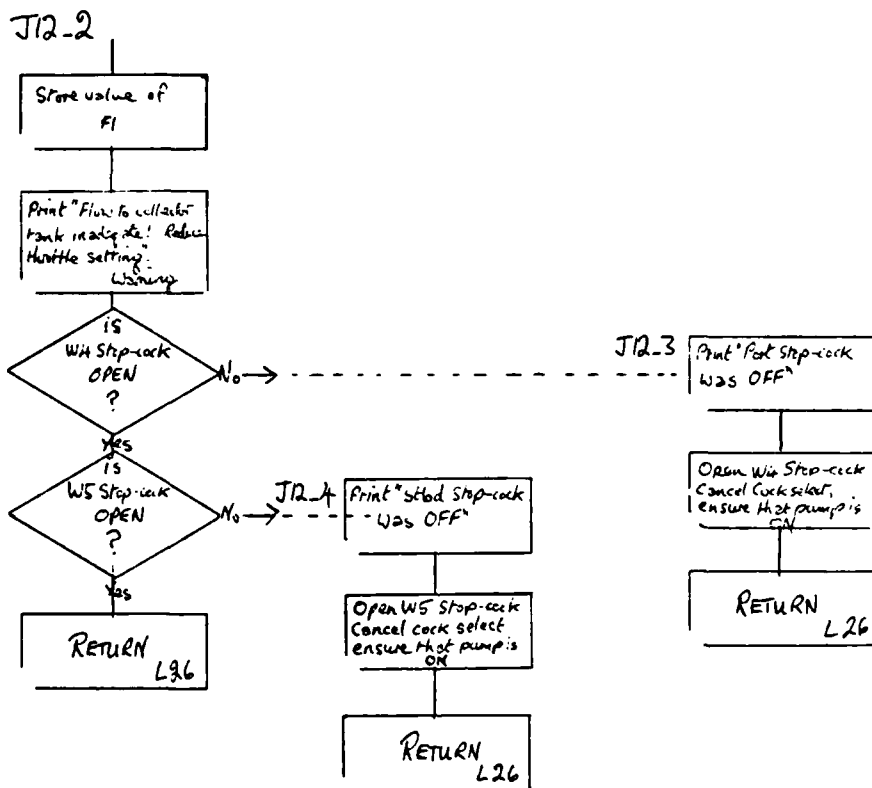 J12_2
Store value of
F1
Print "Flow to collector
tank inadiqate! Reduce
throttle setting"
Warning
is
W4 Stop-cock
OPEN
?
No
Yes
J12_3
Print "Port Stop-cock
was OFF"
Open W4 Stop-cock
Cancel Cock select,
ensure that pump is
ON
RETURN
L26
is
W5 Stop-cock
OPEN
?
No
Yes
J12_4
Print "Stbd Stop-cock
was OFF"
Open W5 Stop-cock
Cancel cock select
ensure that pump is
ON
RETURN
L26
RETURN
L26